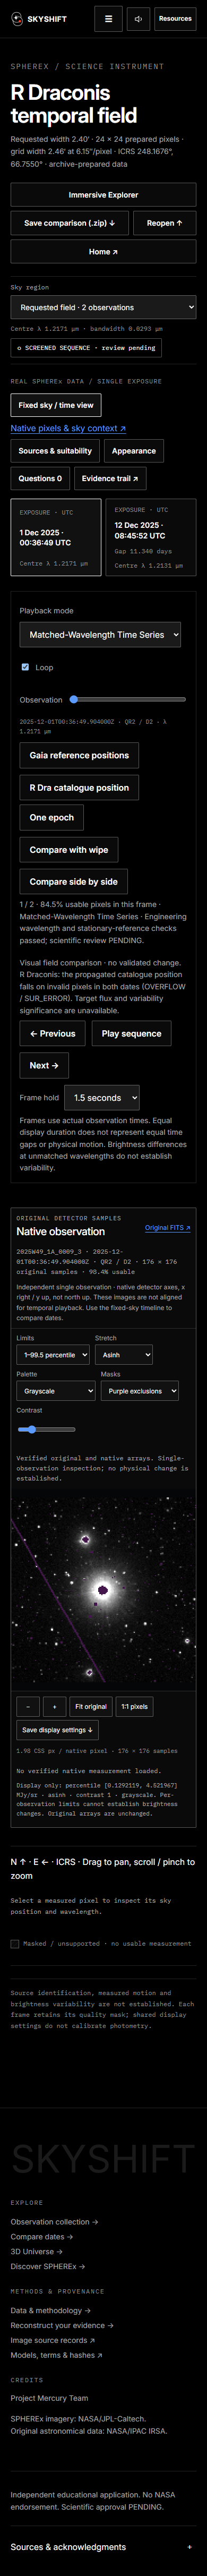 SKYSHIFT
☰
Resources
SPHEREX / SCIENCE INSTRUMENT
R Draconis
temporal field
Requested width 2.40′ · 24 × 24 prepared pixels ·
grid width 2.46′ at 6.15″/pixel · ICRS 248.1676°,
66.7550° · archive-prepared data
Immersive Explorer
Save comparison (.zip) ↓
Reopen ↑
Home ↗
Sky region
Requested field · 2 observations
Centre λ 1.2171 µm · bandwidth 0.0293 µm
○ SCREENED SEQUENCE · review pending
REAL SPHEREx DATA / SINGLE EXPOSURE
Fixed sky / time view
Native pixels & sky context ↗
Sources & suitability
Appearance
Questions 0
Evidence trail ↗
EXPOSURE · UTC
1 Dec 2025 ·
00:36:49 UTC
Centre λ 1.2171 µm
EXPOSURE · UTC
12 Dec 2025 ·
08:45:52 UTC
Gap 11.340 days
Centre λ 1.2131 µm
Playback mode
Matched-Wavelength Time Series
Loop
Observation
2025-12-01T00:36:49.904000Z · QR2 / D2 · λ
1.2171 µm
Gaia reference positions
R Dra catalogue position
One epoch
Compare with wipe
Compare side by side
1 / 2 · 84.5% usable pixels in this frame ·
Matched-Wavelength Time Series · Engineering
wavelength and stationary-reference checks
passed; scientific review PENDING.
Visual field comparison · no validated change.
R Draconis: the propagated catalogue position
falls on invalid pixels in both dates (OVERFLOW
/ SUR_ERROR). Target flux and variability
significance are unavailable.
← Previous
Play sequence
Next →
Frame hold
1.5 seconds
Frames use actual observation times. Equal
display duration does not represent equal time
gaps or physical motion. Brightness differences
at unmatched wavelengths do not establish
variability.
ORIGINAL DETECTOR SAMPLES
Native observation
Original FITS ↗
2025W49_1A_0009_3 · 2025-12-
01T00:36:49.904000Z · QR2 / D2 · 176 × 176
original samples · 90.4% usable
Independent single observation · native detector axes, x
right / y up, not north up. These images are not aligned
for temporal playback. Use the fixed-sky timeline to
compare dates.
Limits
Stretch
1–99.5 percentile
Asinh
Palette
Masks
Grayscale
Purple exclusions
Contrast
Verified original and native arrays. Single-
observation inspection; no physical change is
established.
−
+
Fit original
1:1 pixels
Save display settings ↓
1.93 CSS px / native pixel · 176 × 176 samples
No verified native measurement loaded.
Display only: percentile [0.1292119, 4.521967]
MJy/sr · asinh · contrast 1 · grayscale. Per-
observation limits cannot establish brightness
changes. Original arrays are unchanged.
N ↑ · E ← · ICRS · Drag to pan, scroll / pinch to
zoom
Select a measured pixel to inspect its sky
position and wavelength.
Masked / unsupported · no usable measurement
Source identification, measured motion and
brightness variability are not established. Each
frame retains its quality mask; shared display
settings do not calibrate photometry.
SKYSHIFT
EXPLORE
Observation collection →
Compare dates →
3D Universe →
Discover SPHEREx →
METHODS & PROVENANCE
Data & methodology →
Reconstruct your evidence →
Image source records ↗
Models, terms & hashes ↗
CREDITS
Project Mercury Team
SPHEREx imagery: NASA/JPL-Caltech.
Original astronomical data: NASA/IPAC IRSA.
Independent educational application. No NASA
endorsement. Scientific approval PENDING.
Sources & acknowledgments
+